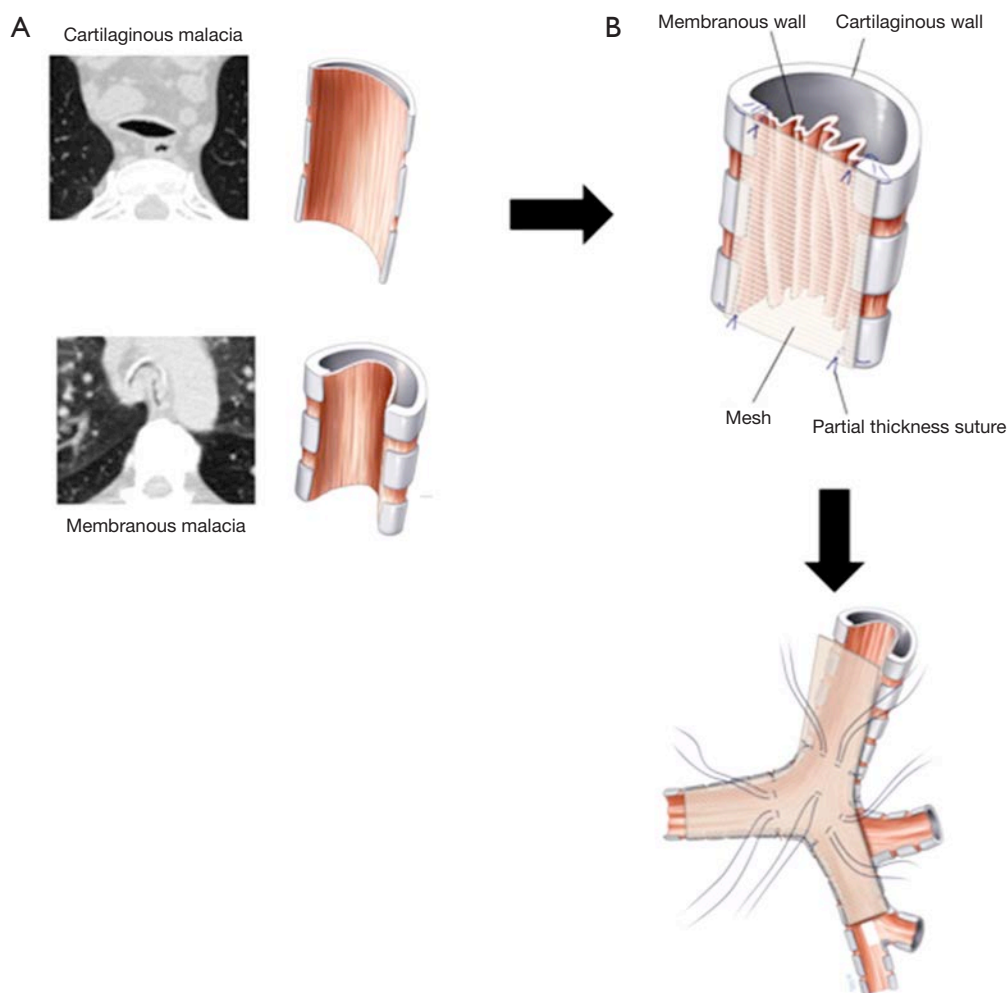 A
Cartilaginous malacia
Membranous malacia
B
Membranous wall
Cartilaginous wall
Mesh
Partial thickness suture